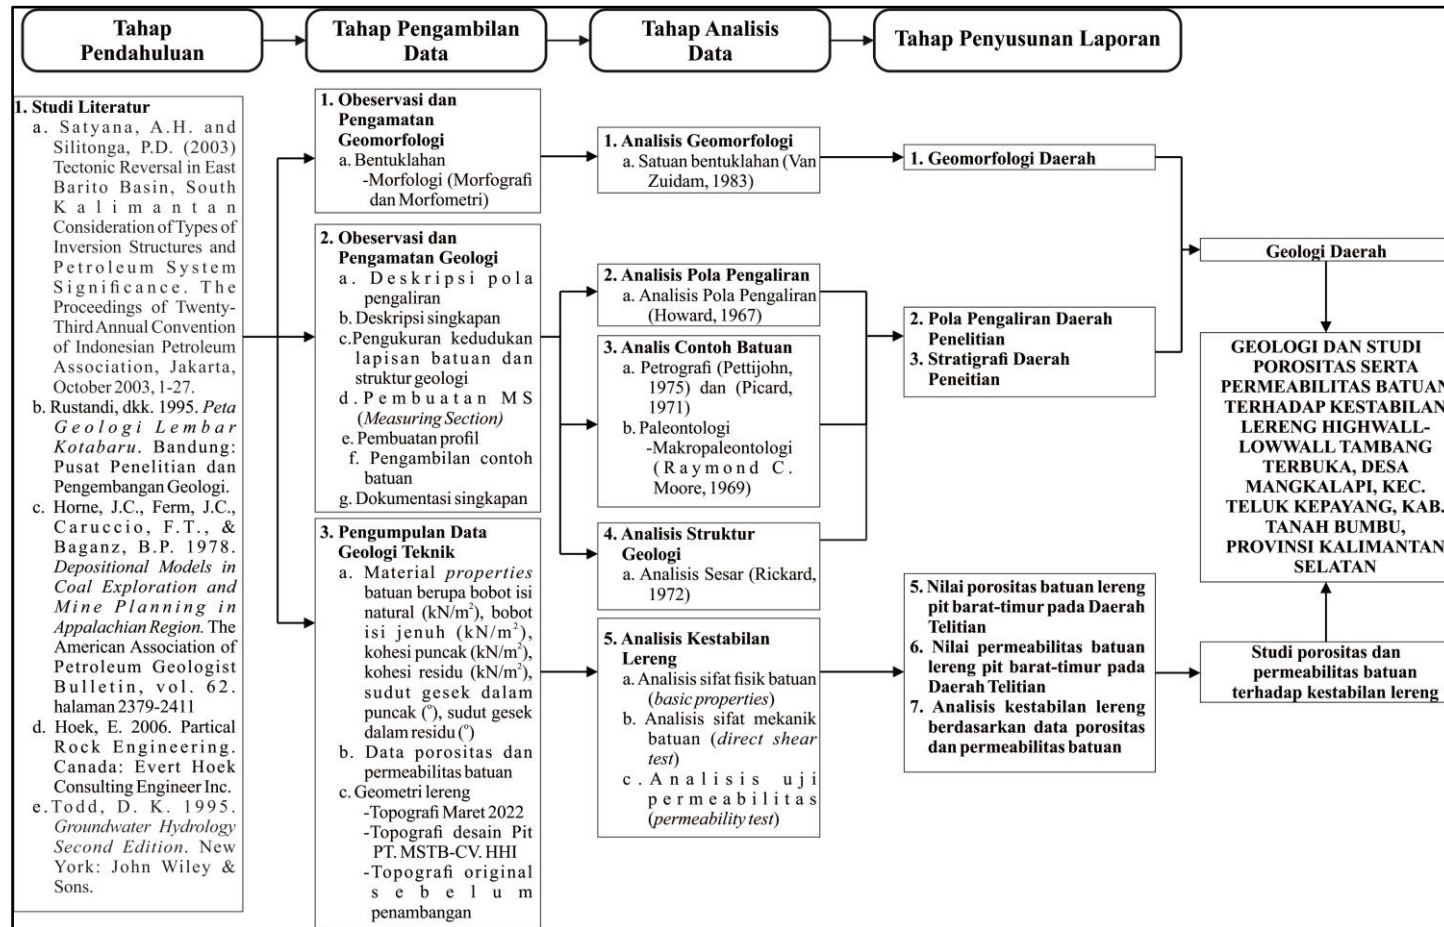 Tahap
Pendahuluan
Tahap Pengambilan
Data
Tahap Analisis
Data
Tahap Penyusunan Laporan
1. Studi Literatur
a. Satyana, A.H. and
Silitonga, P.D. (2003)
Tectonic Reversal in East
Barito Basin, South
Kalimantan
Consideration of Types of
Inversion Structures and
Petroleum System
Significance. The
Proceedings of Twenty-
Third Annual Convention
of Indonesian Petroleum
Association, Jakarta,
October 2003, 1-27.
b. Rustandi, dkk. 1995. Peta
Geologi Lembar
Kotabaru. Bandung:
Pusat Penelitian dan
Pengembangan Geologi.
c. Horne, J.C., Ferm, J.C.,
Caruccio, F.T., &
Baganz, B.P. 1978.
Depositional Models in
Coal Exploration and
Mine Planning in
Appalachian Region. The
American Association of
Petroleum Geologist
Bulletin, vol. 62.
halaman 2379-2411
d. Hoek, E. 2006. Partical
Rock Engineering.
Canada: Evert Hoek
Consulting Engineer Inc.
e. Todd, D. K. 1995.
Groundwater Hydrology
Second Edition. New
York: John Wiley &
Sons.
1. Obeservasi dan
Pengamatan
Geomorfologi
a. Bentuklahan
-Morfologi (Morfografi
dan Morfometri)
2. Obeservasi dan
Pengamatan Geologi
a. Deskripsi pola
pengaliran
b. Deskripsi singkapan
c.Pengukuran kedudukan
lapisan batuan dan
struktur geologi
d. Pembuatan MS
(Measuring Section)
e. Pembuatan profil
f. Pengambilan contoh
batuan
g. Dokumentasi singkapan
3. Pengumpulan Data
Geologi Teknik
a. Material properties
batuan berupa bobot isi
natural (kN/m²), bobot
isi jenuh (kN/m²),
kohesi puncak (kN/m²),
kohesi residu (kN/m²),
sudut gesek dalam
puncak (°), sudut gesek
dalam residu (°)
b. Data porositas dan
permeabilitas batuan
c. Geometri lereng
-Topografi Maret 2022
-Topografi desain Pit
PT. MSTB-CV. HHI
-Topografi original
sebelum
penambangan
1. Analisis Geomorfologi
a. Satuan bentuklahan (Van
Zuidam, 1983)
2. Analisis Pola Pengaliran
a. Analisis Pola Pengaliran
(Howard, 1967)
3. Analis Contoh Batuan
a. Petrografi (Pettijohn,
1975) dan (Picard,
1971)
b. Paleontologi
-Makropaleontologi
(Raymond C.
Moore, 1969)
4. Analisis Struktur
Geologi
a. Analisis Sesar (Rickard,
1972)
5. Analisis Kestabilan
Lereng
a. Analisis sifat fisik batuan
(basic properties)
b. Analisis sifat mekanik
batuan (direct shear
test)
c. Analisis uji
permeabilitas
(permeability test)
1. Geomorfologi Daerah
2. Pola Pengaliran Daerah
Penelitian
3. Stratigrafi Daerah
Peneitian
5. Nilai porositas batuan lereng
pit barat-timur pada Daerah
Telitian
6. Nilai permeabilitas batuan
lereng pit barat-timur pada
Daerah Telitian
7. Analisis kestabilan lereng
berdasarkan data porositas
dan permeabilitas batuan
Geologi Daerah
GEOLOGI DAN STUDI
POROSITAS SERTA
PERMEABILITAS BATUAN
TERHADAP KESTABILAN
LERENG HIGHWALL-
LOWWALL TAMBANG
TERBUKA, DESA
MANGKALAPI, KEC.
TELUK KEPAYANG, KAB.
TANAH BUMBU,
PROVINSI KALIMANTAN
SELATAN
Studi porositas dan
permeabilitas batuan
terhadap kestabilan lereng